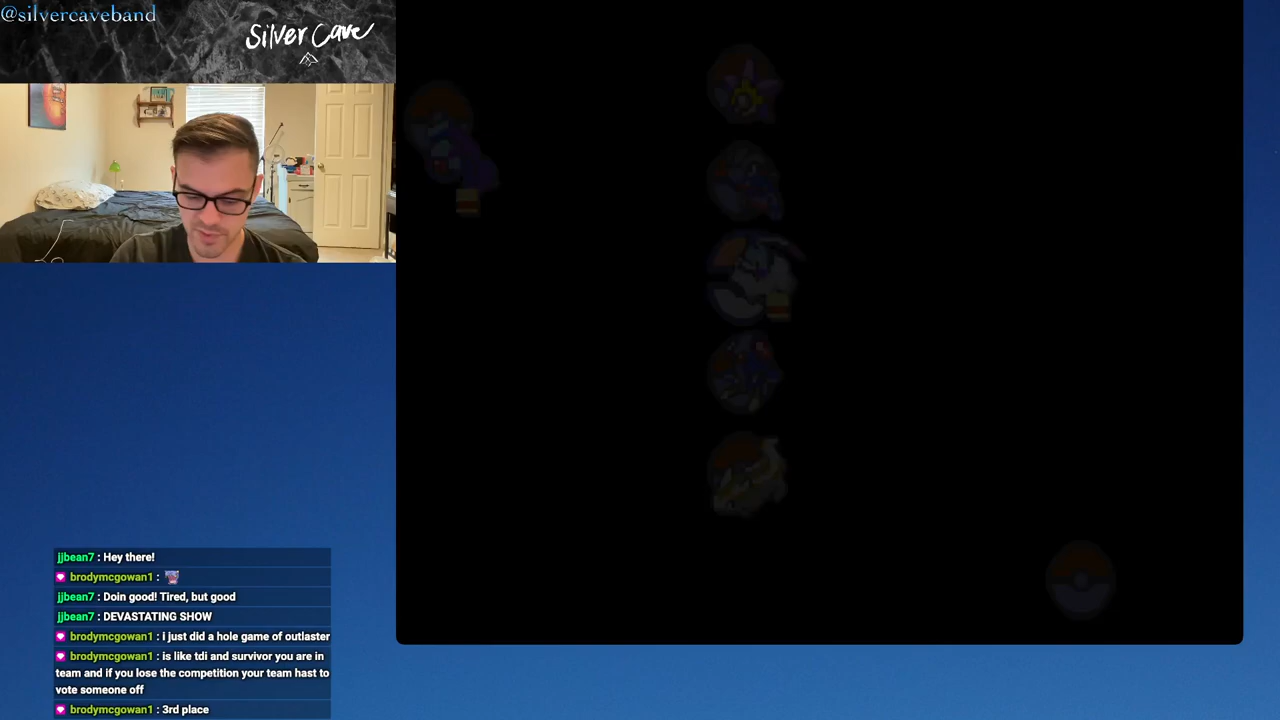 @silvercaveband
Silver Cave
jjbean7 : Hey there!
brodymcgowan1 :
jjbean7 : Doin good! Tired, but good
jjbean7 : DEVASTATING SHOW
brodymcgowan1 : i just did a hole game of outlaster
brodymcgowan1 : is like tdi and survivor you are in
team and if you lose the competition your team hast to
vote someone off
brodymcgowan1 : 3rd place